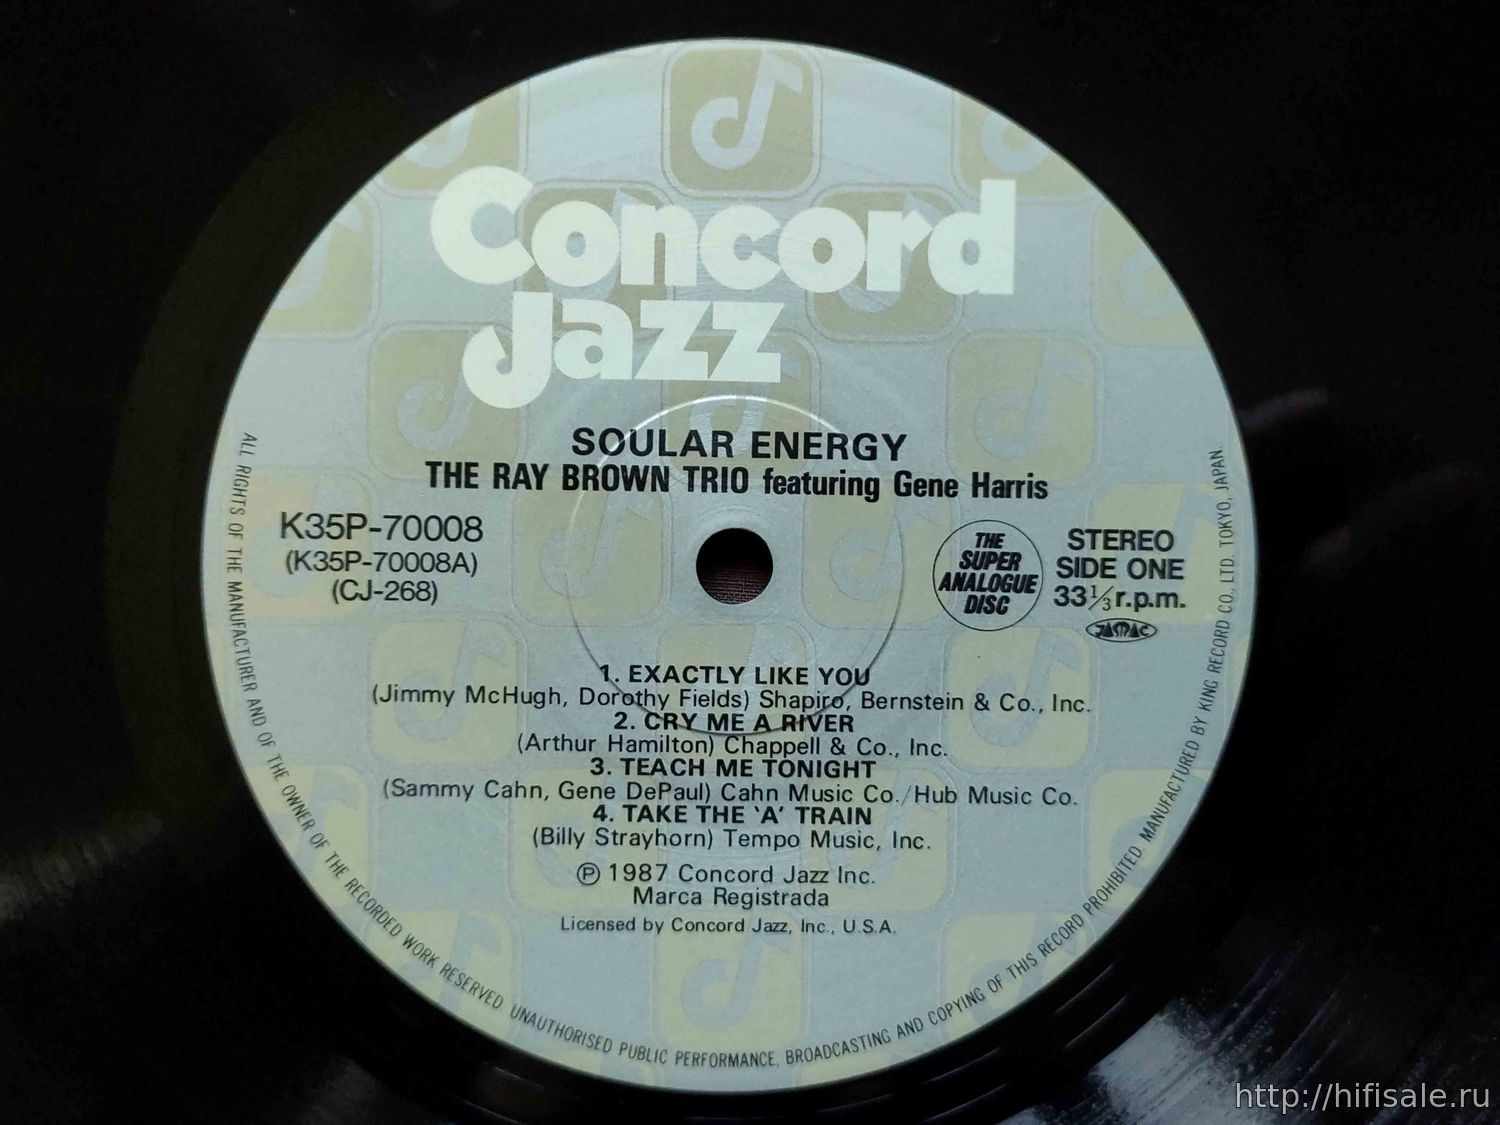 Concord
Jazz
SOULAR ENERGY
THE RAY BROWN TRIO featuring Gene Harris
K35P-70008
(K35P-70008A)
(CJ-268)
THE
SUPER
ANALOGUE
DISC
STEREO
SIDE ONE
33⅓ r.p.m.
JASRAC
1. EXACTLY LIKE YOU
(Jimmy McHugh, Dorothy Fields) Shapiro, Bernstein & Co., Inc.
2. CRY ME A RIVER
(Arthur Hamilton) Chappell & Co., Inc.
3. TEACH ME TONIGHT
(Sammy Cahn, Gene DePaul) Cahn Music Co./Hub Music Co.
4. TAKE THE ‘A’ TRAIN
(Billy Strayhorn) Tempo Music, Inc.
℗ 1987 Concord Jazz Inc.
Marca Registrada
Licensed by Concord Jazz, Inc., U.S.A.
ALL RIGHTS OF THE MANUFACTURER AND OF THE OWNER OF THE RECORDED WORK RESERVED. UNAUTHORISED PUBLIC PERFORMANCE, BROADCASTING AND COPYING OF THIS RECORD PROHIBITED. MANUFACTURED BY KING RECORD CO., LTD. TOKYO, JAPAN.
http://hifisale.ru